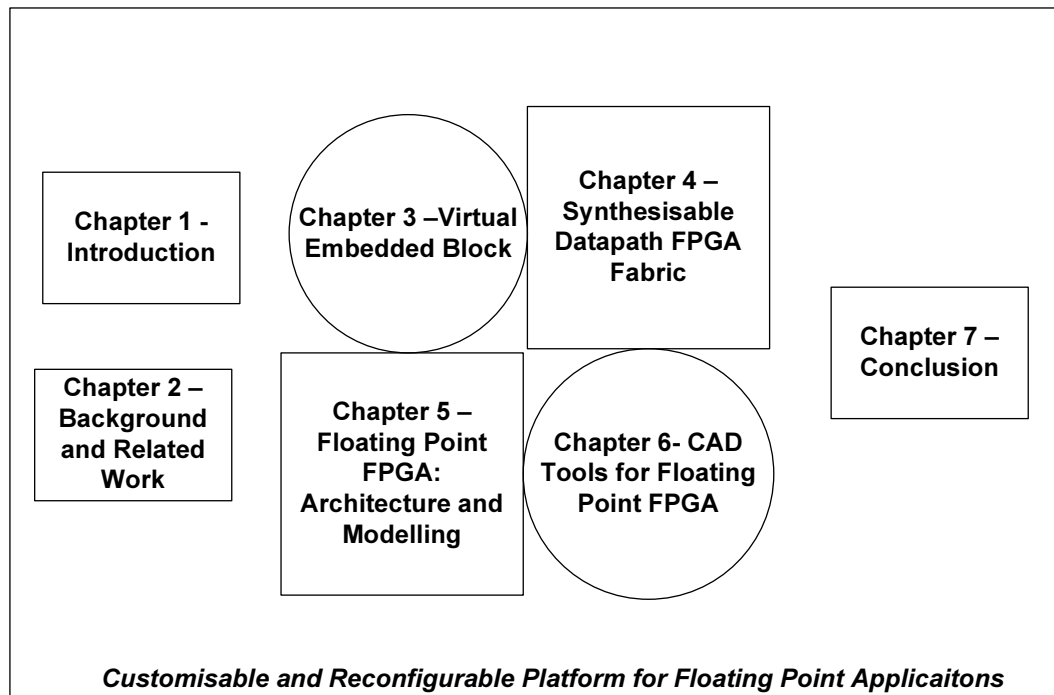 Chapter 1 -
Introduction
Chapter 2 –
Background
and Related
Work
Chapter 3 –Virtual
Embedded Block
Chapter 4 –
Synthesisable
Datapath FPGA
Fabric
Chapter 5 –
Floating Point
FPGA:
Architecture and
Modelling
Chapter 6- CAD
Tools for Floating
Point FPGA
Chapter 7 –
Conclusion
Customisable and Reconfigurable Platform for Floating Point Applicaitons